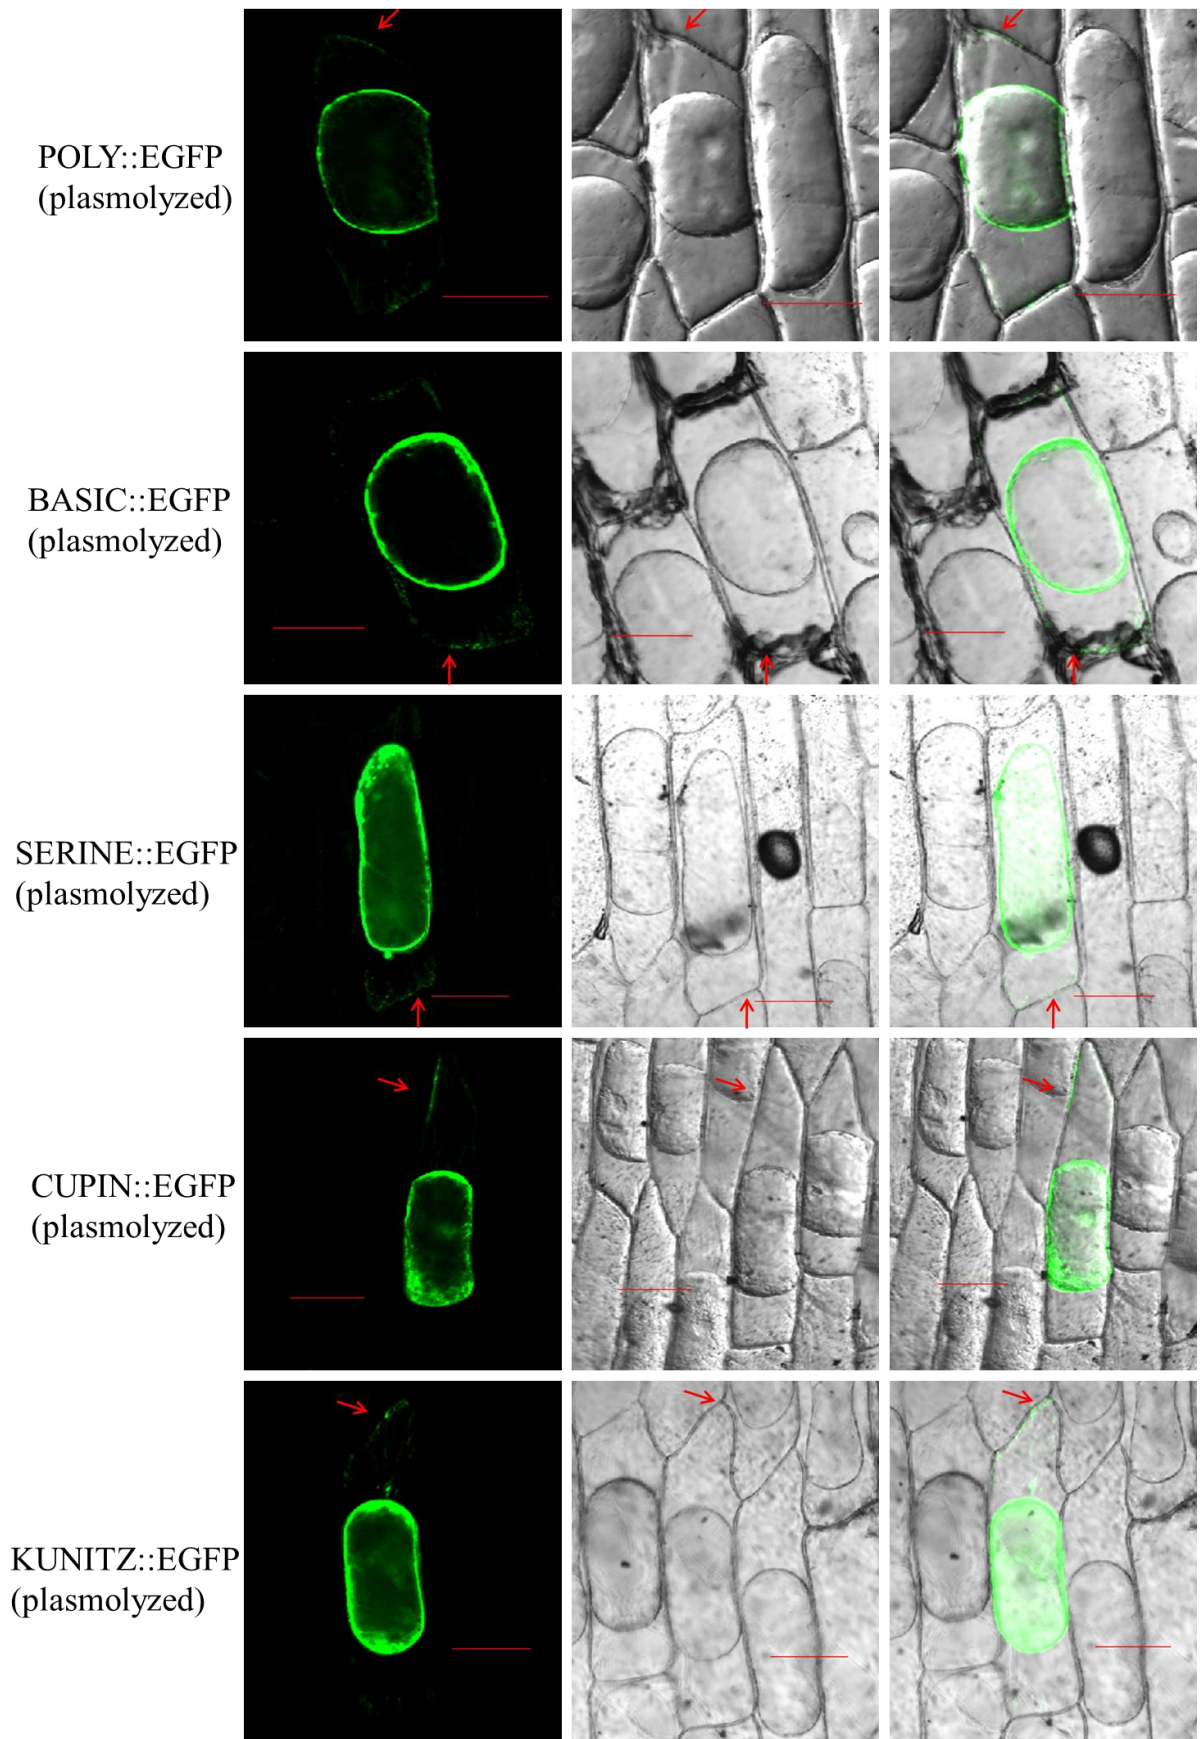 POLY::EGFP
(plasmolyzed)
BASIC::EGFP
(plasmolyzed)
SERINE::EGFP
(plasmolyzed)
CUPIN::EGFP
(plasmolyzed)
KUNITZ::EGFP
(plasmolyzed)